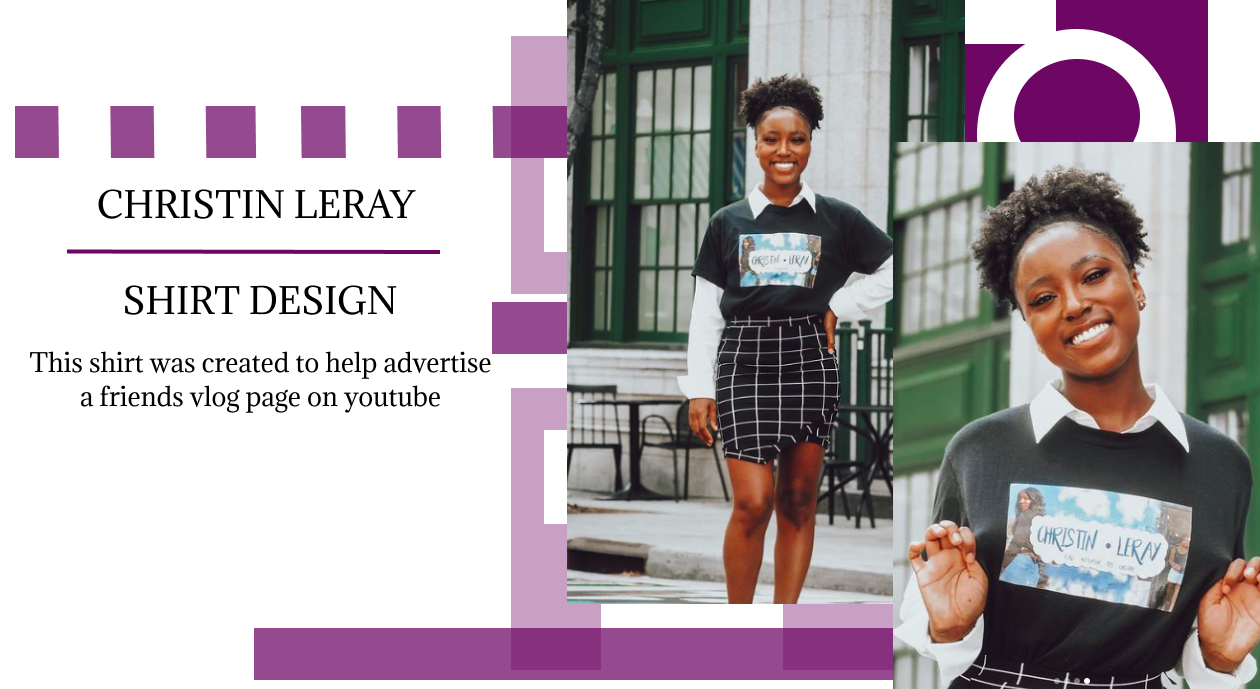 CHRISTIN LERAY
SHIRT DESIGN
This shirt was created to help advertise
a friends vlog page on youtube
CHRISTIN • LERAY
CHRISTIN • LERAY